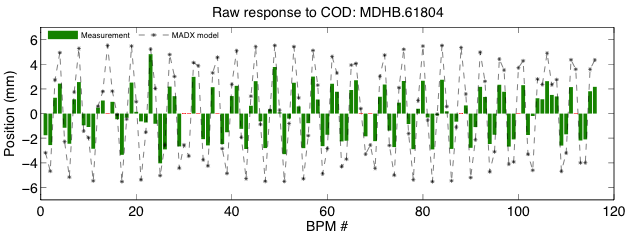 Raw response to COD: MDHB.61804
Measurement
MADX model
Position (mm)
6
4
2
0
−2
−4
−6
0
20
40
60
80
100
120
BPM #